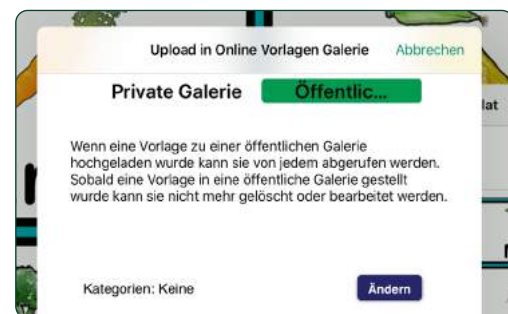 Upload in Online Vorlagen Galerie Abbrechen
Private Galerie Öffentlic...
lat
Wenn eine Vorlage zu einer öffentlichen Galerie
hochgeladen wurde kann sie von jedem abgerufen werden.
Sobald eine Vorlage in eine öffentliche Galerie gestellt
wurde kann sie nicht mehr gelöscht oder bearbeitet werden.
Kategorien: Keine Ändern